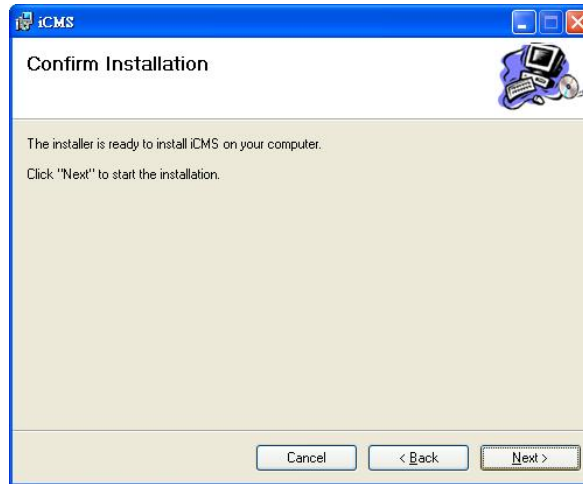 iCMS
Confirm Installation
The installer is ready to install iCMS on your computer.
Click "Next" to start the installation.
Cancel
< Back
Next >